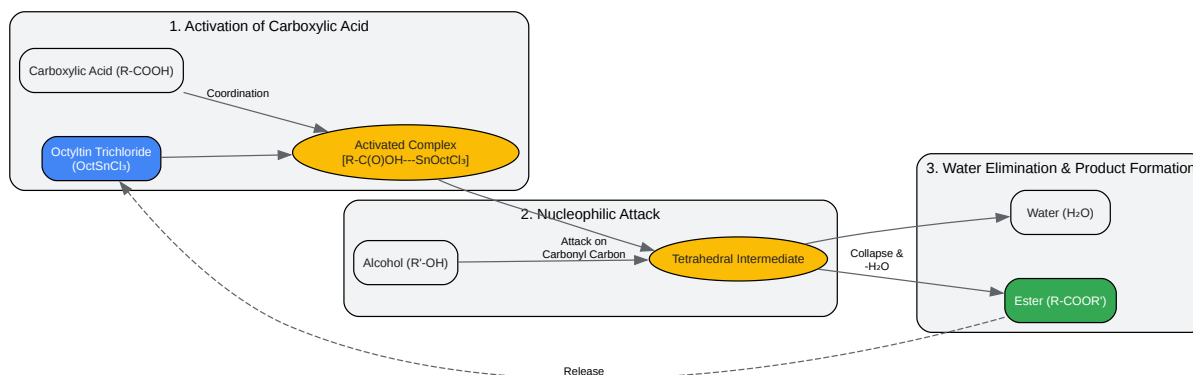 1. Activation of Carboxylic Acid
Carboxylic Acid (R-COOH)
Coordination
Octyltin Trichloride
(OctSnCl₃)
Activated Complex
[R-C(O)OH---SnOctCl₃]
2. Nucleophilic Attack
Alcohol (R'-OH)
Attack on
Carbonyl Carbon
Tetrahedral Intermediate
3. Water Elimination & Product Formation
Water (H₂O)
Collapse &
-H₂O
Ester (R-COOR')
Release